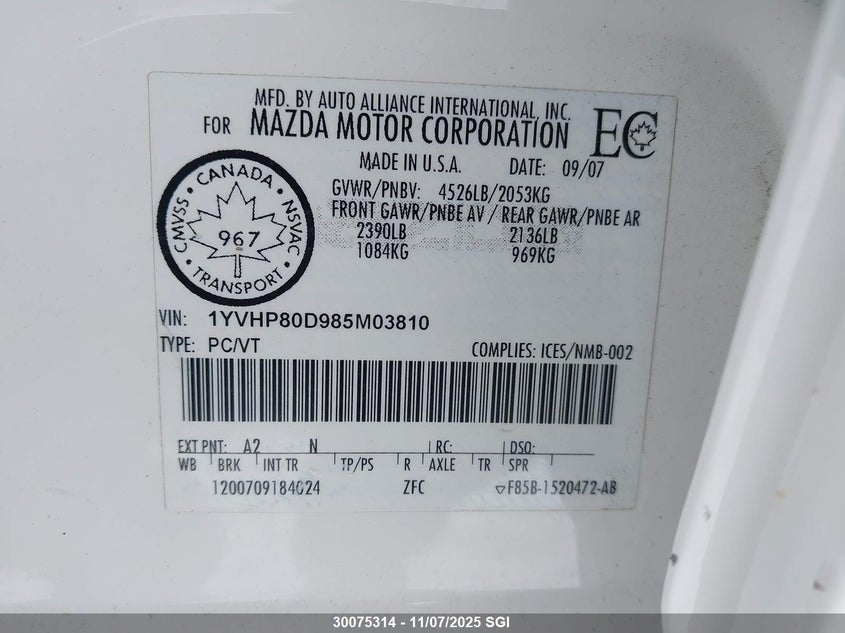 MFD. BY AUTO ALLIANCE INTERNATIONAL, INC.
FOR MAZDA MOTOR CORPORATION EC
MADE IN U.S.A. DATE: 09/07
GVWR/PNBV: 4526LB/2053KG
FRONT GAWR/PNBE AV / REAR GAWR/PNBE AR
2390LB 2136LB
1084KG 969KG
CANADA
CMVSS NSVAC
967
TRANSPORT
VIN: 1YVHP80D985M03810
TYPE: PC/VT COMPLIES: ICES/NMB-002
EXT PNT: A2 N RC: DSO:
WB BRK INT TR TP/PS R AXLE TR SPR
1200709184024 ZFC ▽F85B-1520472-AB
30075314 - 11/07/2025 SGI